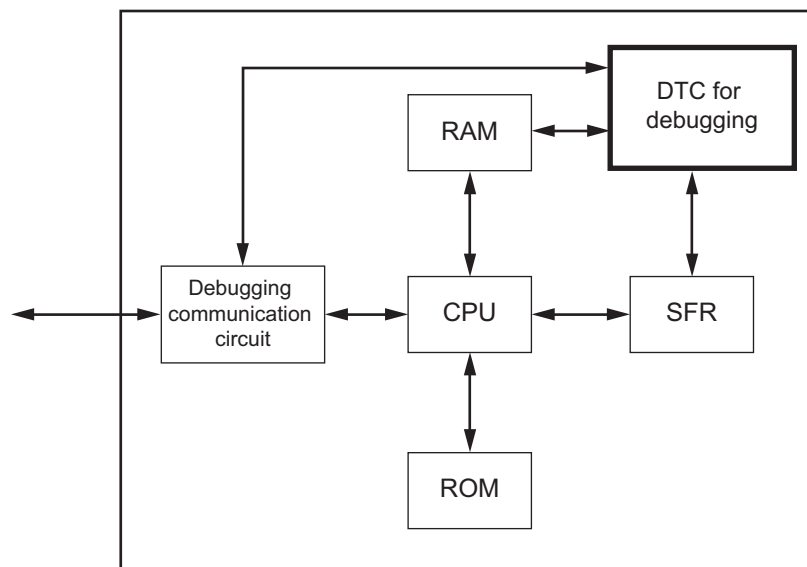 DTC for
debugging
RAM
Debugging
communication
circuit
CPU
SFR
ROM